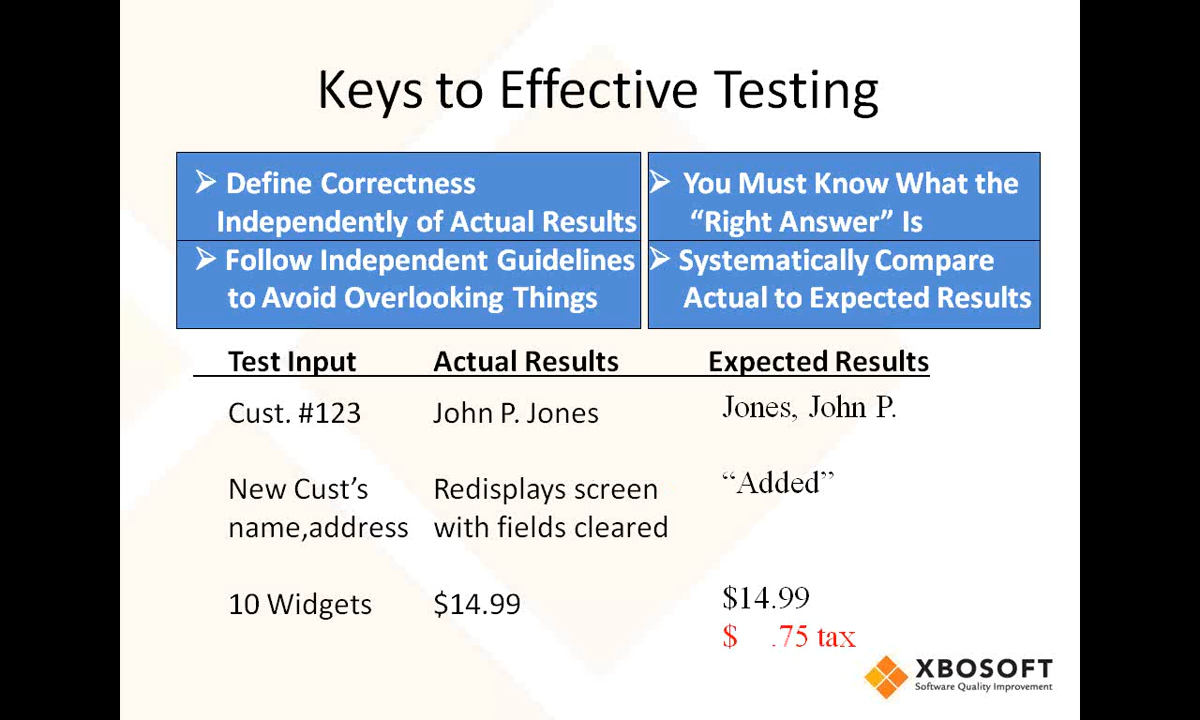 Keys to Effective Testing
➢ Define Correctness
Independently of Actual Results
➢ You Must Know What the
“Right Answer” Is
➢ Follow Independent Guidelines
to Avoid Overlooking Things
➢ Systematically Compare
Actual to Expected Results
Test Input Actual Results Expected Results
Cust. #123 John P. Jones Jones, John P.
New Cust’s Redisplays screen “Added”
name,address with fields cleared
10 Widgets $14.99 $14.99
$ .75 tax
XBOSOFT
Software Quality Improvement